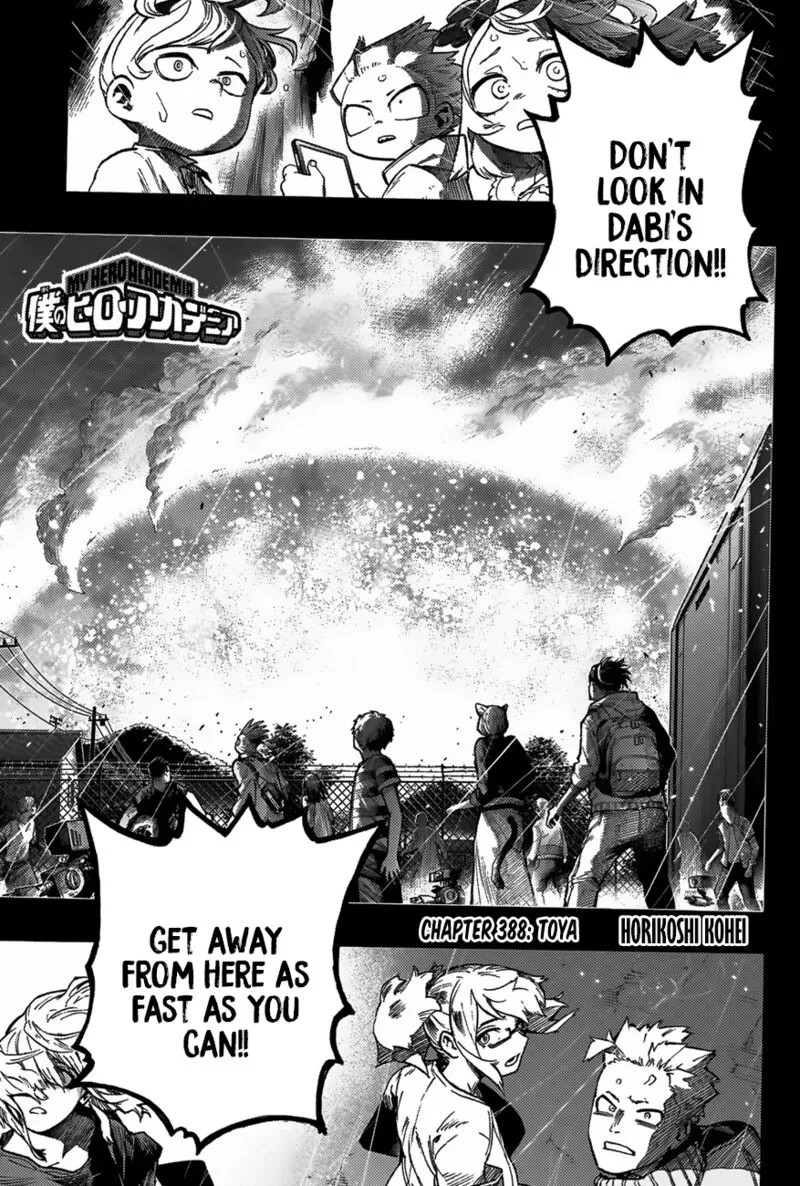 DON'T
LOOK IN
DABI'S
DIRECTION!!
MY HERO ACADEMIA
僕のヒーローアカデミア
CHAPTER 388: TOYA
HORIKOSHI KOHEI
GET AWAY
FROM HERE AS
FAST AS YOU
CAN!!